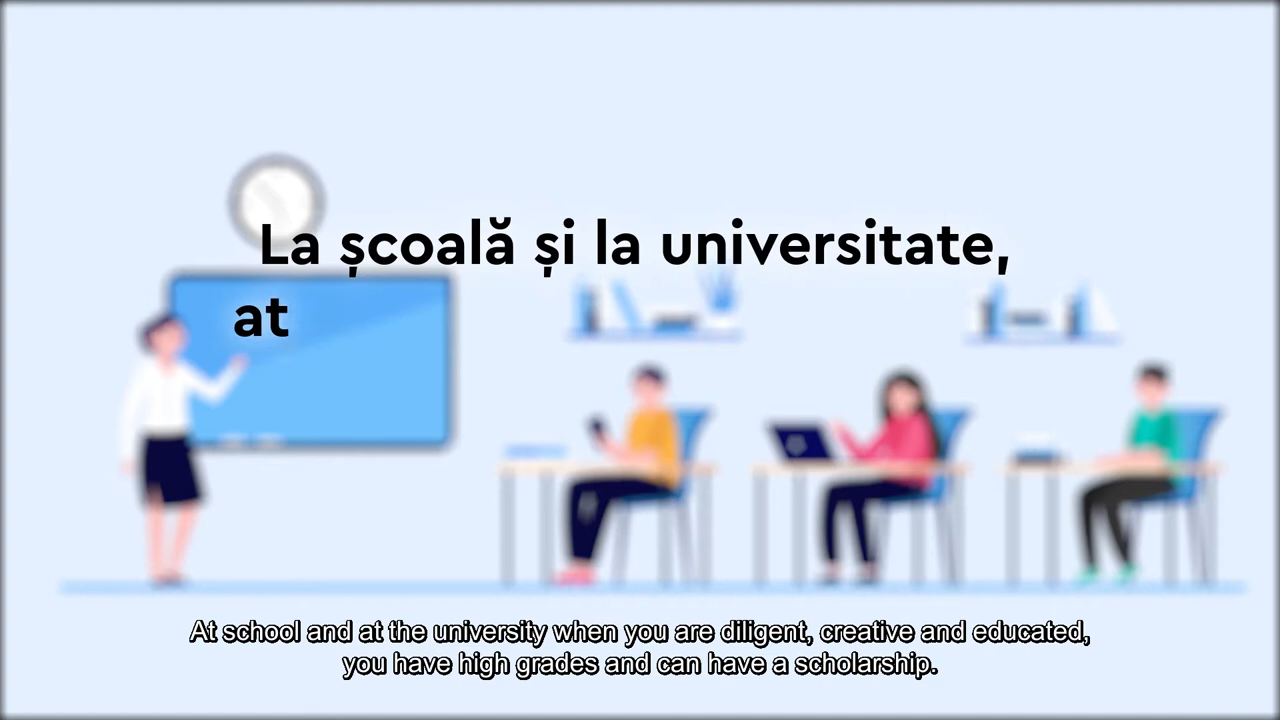 La școală și la universitate,
at
At school and at the university when you are diligent, creative and educated,
you have high grades and can have a scholarship.